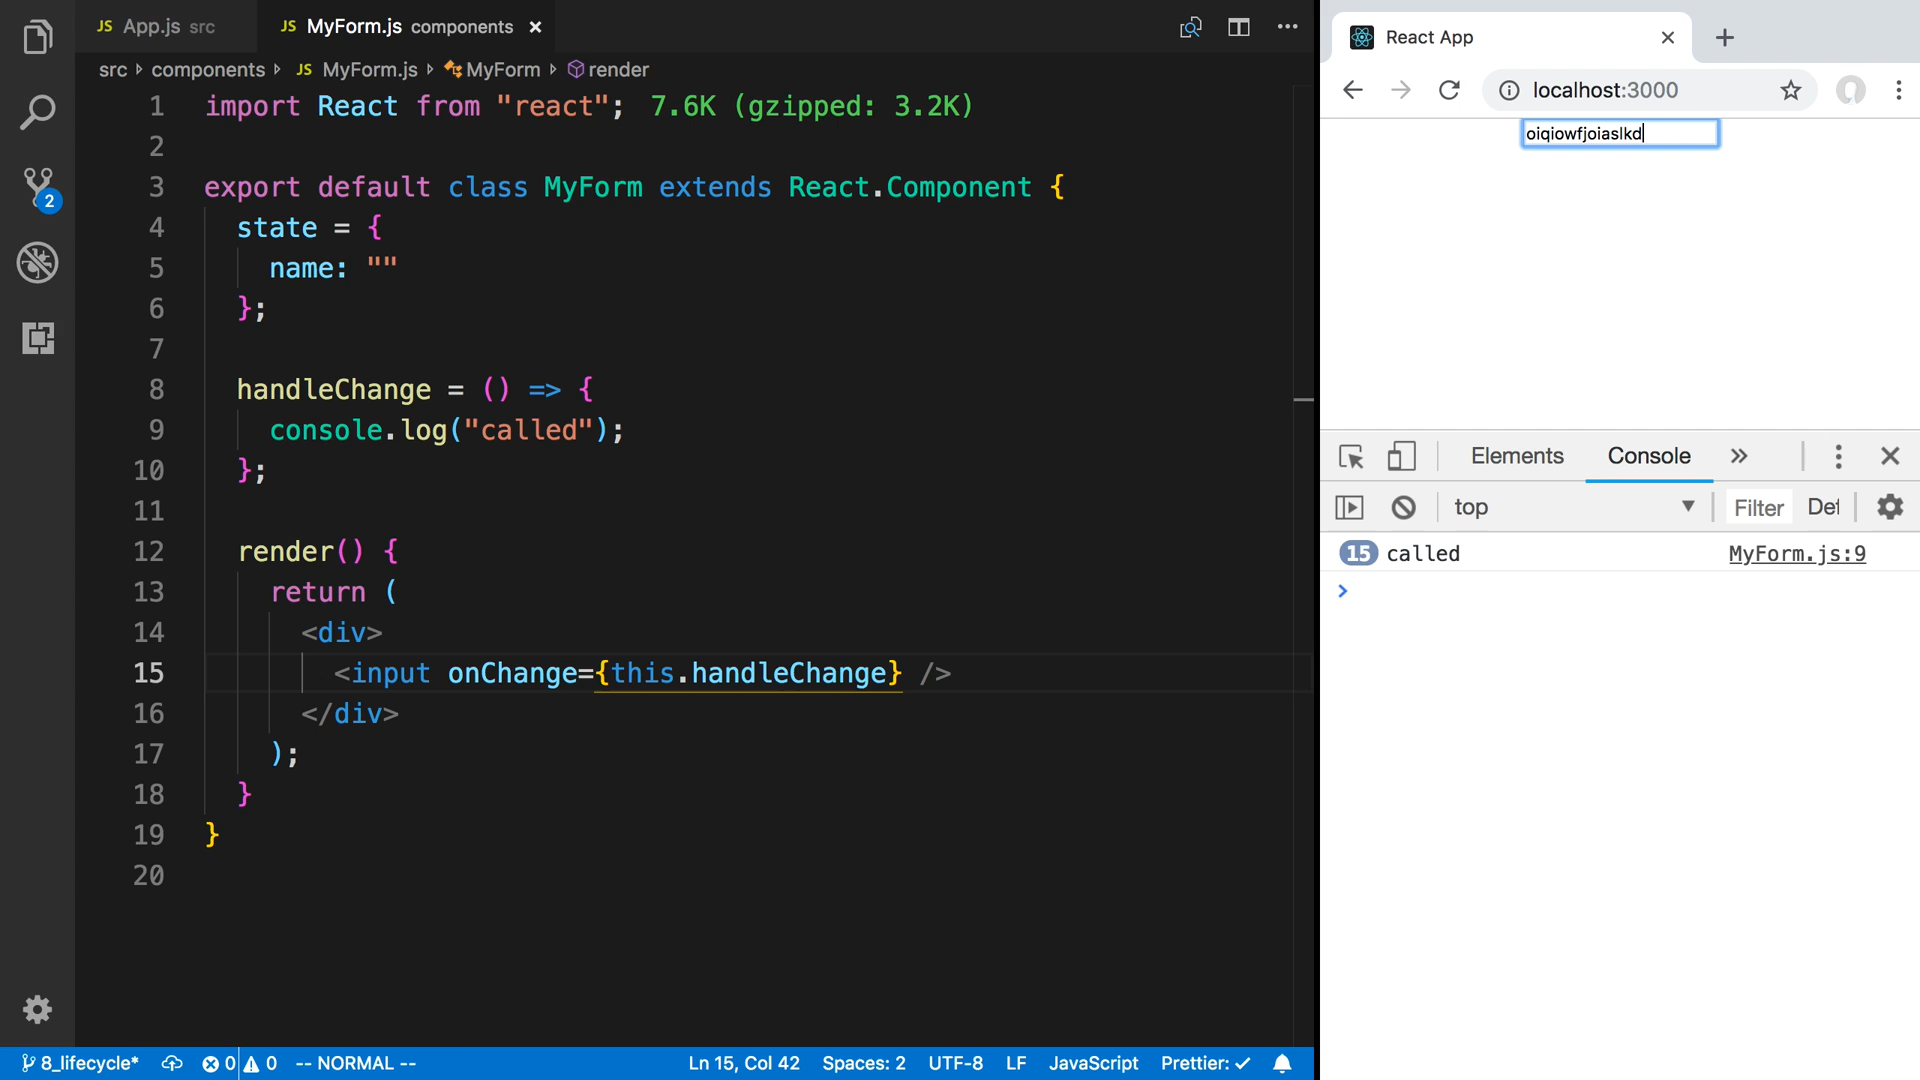 JS App.js src
JS MyForm.js components
src components JS MyForm.js MyForm render
1 import React from "react"; 7.6K (gzipped: 3.2K)
2
3 export default class MyForm extends React.Component {
4 state = {
5 name: ""
6 };
7
8 handleChange = () => {
9 console.log("called");
10 };
11
12 render() {
13 return (
14 <div>
15 <input onChange={this.handleChange} />
16 </div>
17 );
18 }
19 }
20
2
8_lifecycle* 0 0 -- NORMAL -- Ln 15, Col 42 Spaces: 2 UTF-8 LF JavaScript Prettier: ✓
React App
localhost:3000
oiqiowfjoiaslkd
Elements Console
top Filter Def
15 called MyForm.js:9